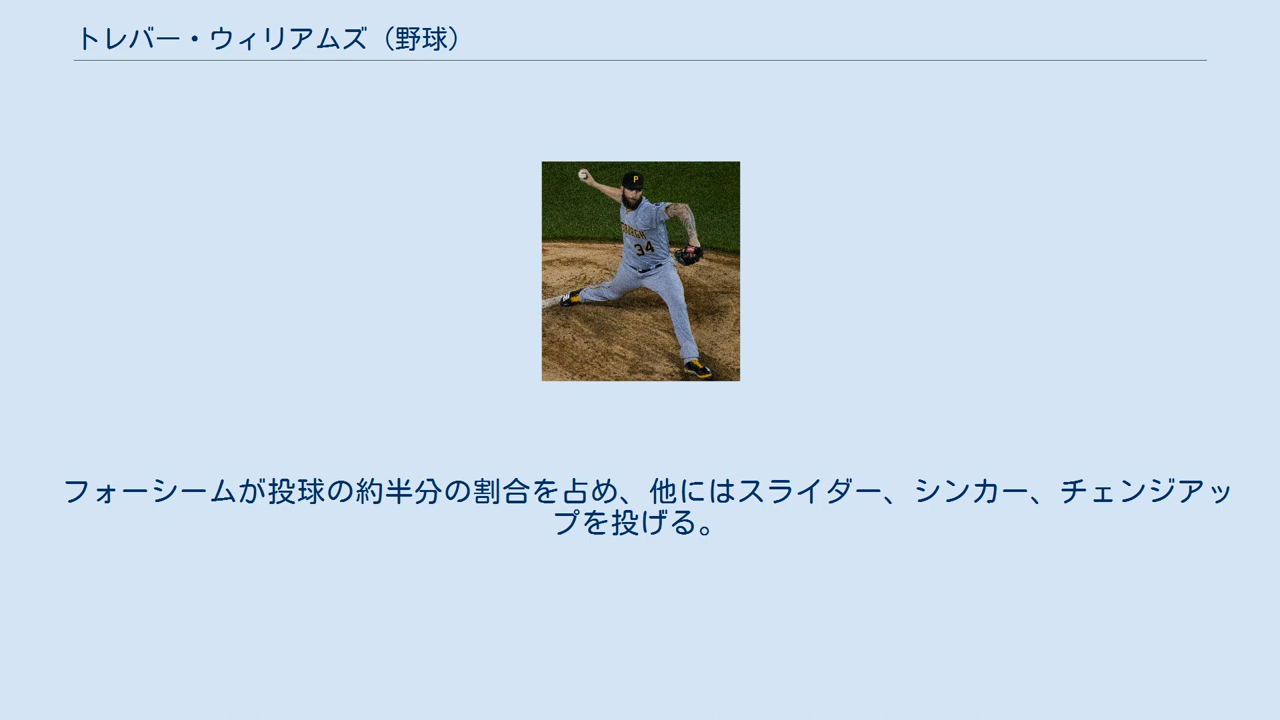 トレバー・ウィリアムズ（野球）
P
34
フォーシームが投球の約半分の割合を占め、他にはスライダー、シンカー、チェンジアッ
プを投げる。